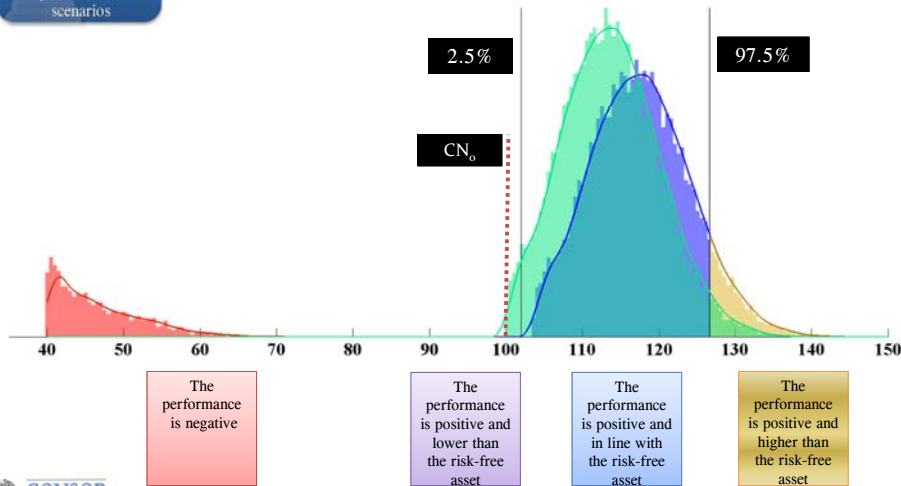 scenarios
2.5%
97.5%
CNo
40 50 60 70 80 90 100 110 120 130 140 150
The
performance
is negative
The
performance
is positive and
lower than
the risk-free
asset
The
performance
is positive and
in line with
the risk-free
asset
The
performance
is positive and
higher than
the risk-free
asset